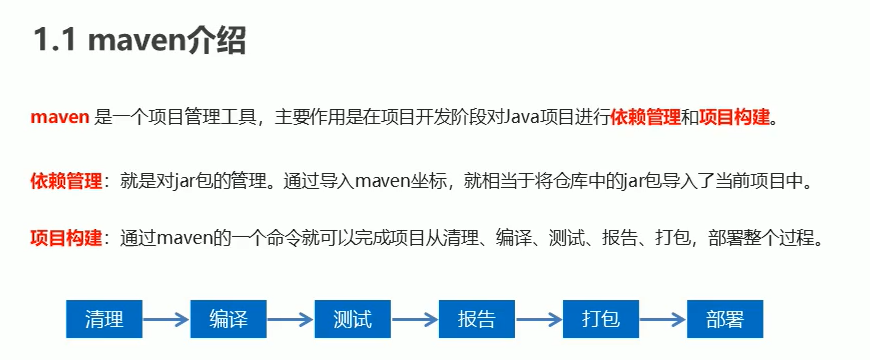 1.1 maven介绍
maven 是一个项目管理工具，主要作用是在项目开发阶段对Java项目进行依赖管理和项目构建。
依赖管理：就是对jar包的管理。通过导入maven坐标，就相当于将仓库中的jar包导入了当前项目中。
项目构建：通过maven的一个命令就可以完成项目从清理、编译、测试、报告、打包，部署整个过程。
清理 编译 测试 报告 打包 部署